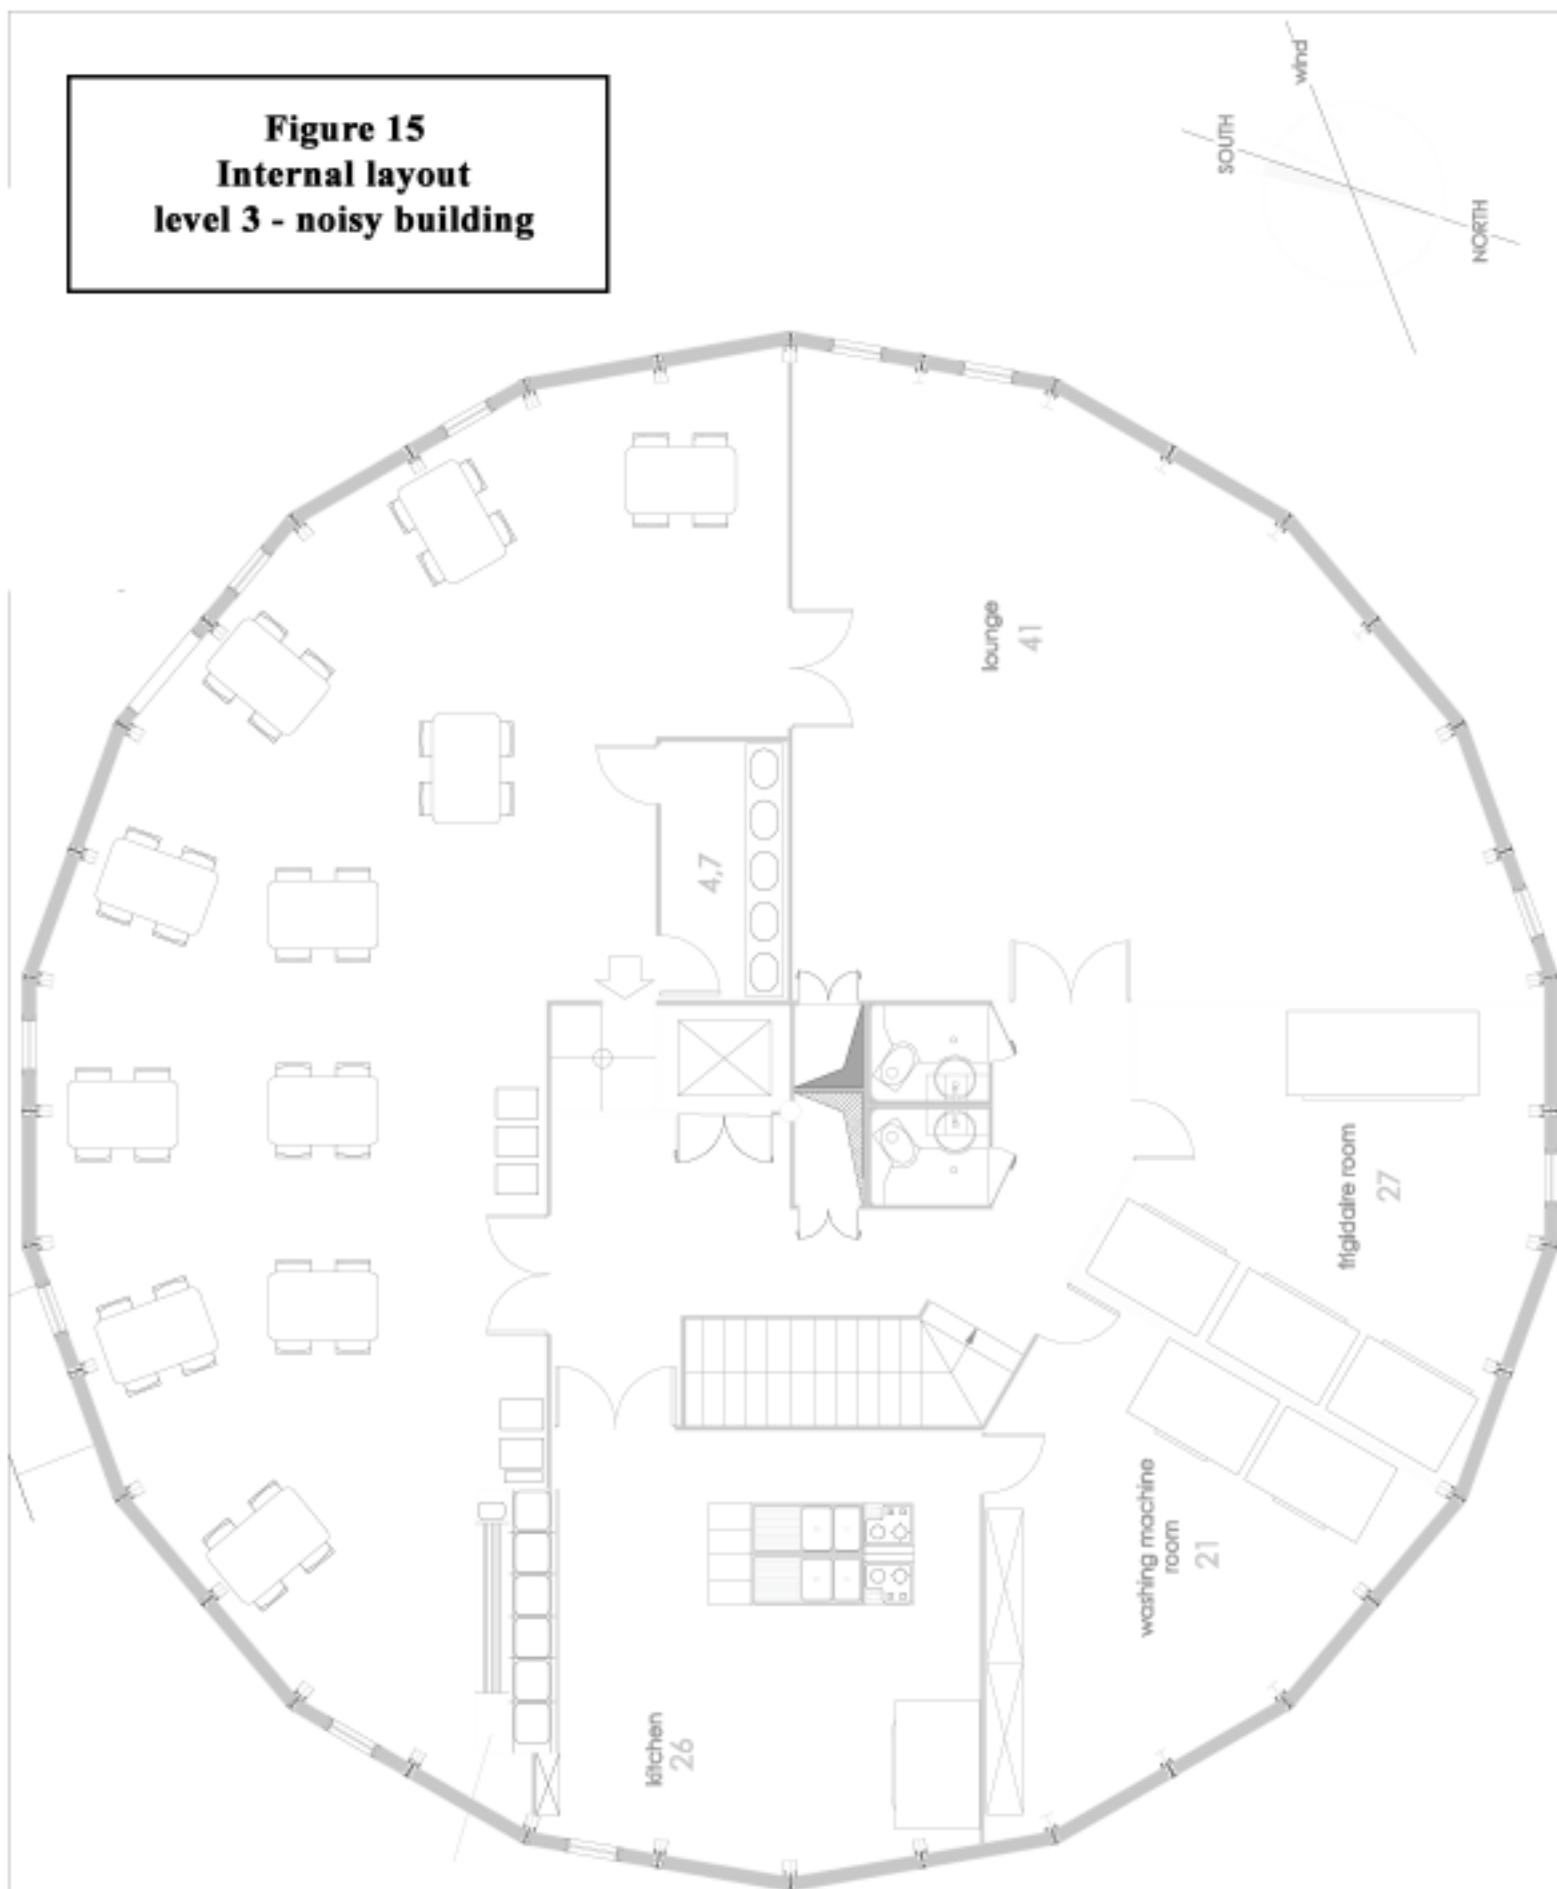 Figure 15
Internal layout
level 3 - noisy building
wind
SOUTH
NORTH
lounge
41
4,7
frigidaire room
27
washing machine
room
21
kitchen
26